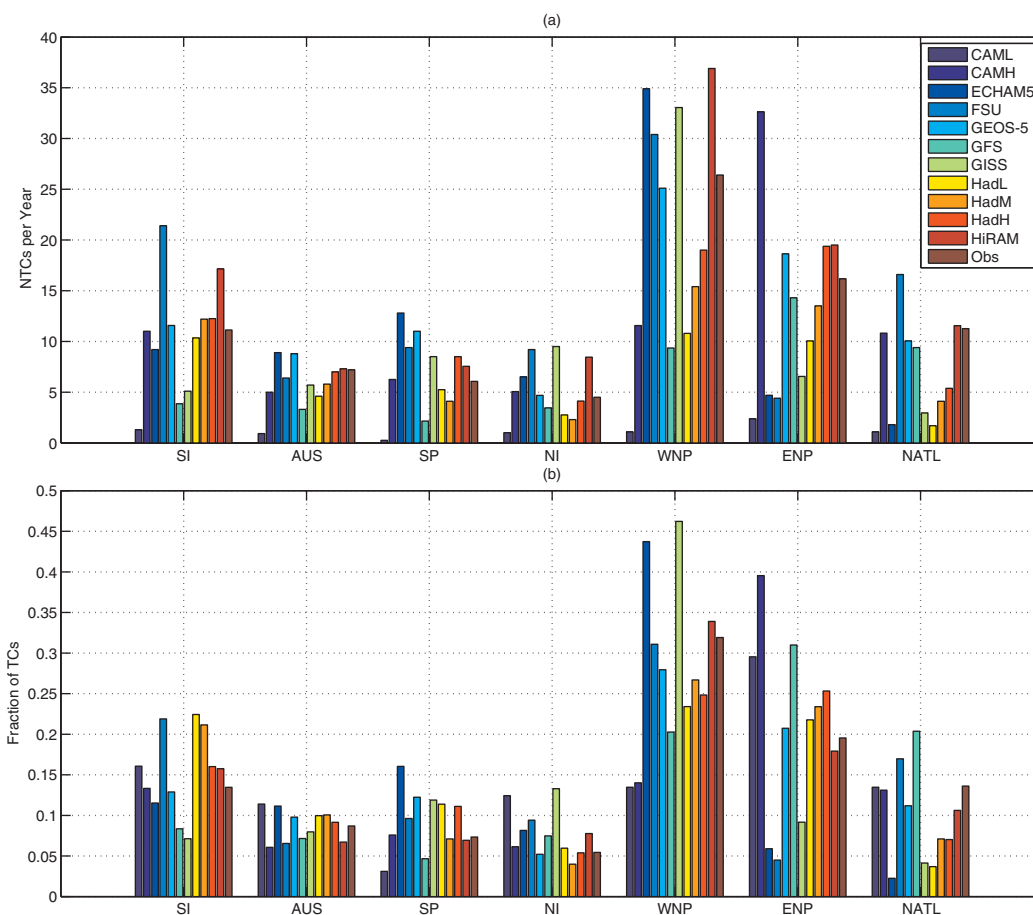 (a)
NTCs per Year
40
35
30
25
20
15
10
5
0
SI AUS SP NI WNP ENP NATL
CAML
CAMH
ECHAM5
FSU
GEOS-5
GFS
GISS
HadL
HadM
HadH
HiRAM
Obs
(b)
Fraction of TCs
0.5
0.45
0.4
0.35
0.3
0.25
0.2
0.15
0.1
0.05
0
SI AUS SP NI WNP ENP NATL